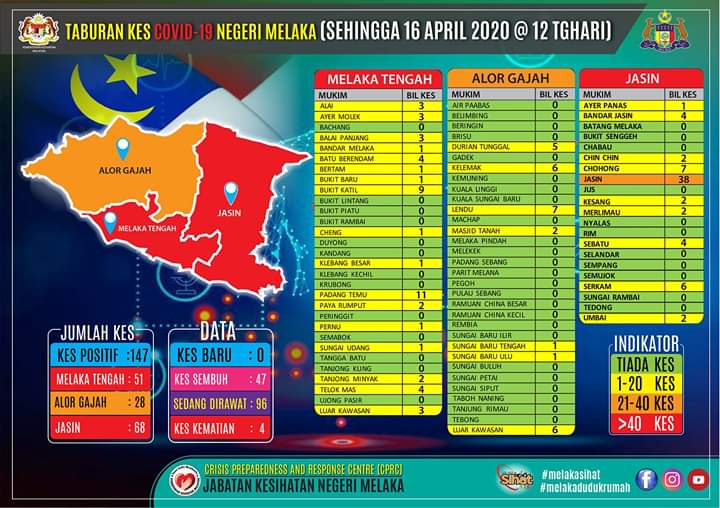 TABURAN KES COVID-19 NEGERI MELAKA (SEHINGGA 16 APRIL 2020 @ 12 TGHARI)
ALOR GAJAH
JASIN
MELAKA TENGAH
MELAKA TENGAH
MUKIM BIL KES
ALAI 3
AYER MOLEK 3
BACHANG 0
BALAI PANJANG 3
BANDAR MELAKA 1
BATU BERENDAM 4
BERTAM 1
BUKIT BARU 1
BUKIT KATIL 9
BUKIT LINTANG 0
BUKIT PIATU 0
BUKIT RAMBAI 0
CHENG 1
DUYONG 0
KANDANG 0
KLEBANG BESAR 1
KLEBANG KECHIL 0
KRUBONG 0
PADANG TEMU 11
PAYA RUMPUT 2
PERINGGIT 0
PERNU 1
SEMABOK 0
SUNGAI UDANG 1
TANGGA BATU 0
TANJONG KLING 0
TANJONG MINYAK 2
TELOK MAS 4
UJONG PASIR 0
LUAR KAWASAN 3
ALOR GAJAH
MUKIM BIL KES
AIR PAABAS 0
BELIMBING 0
BERINGIN 0
BRISU 0
DURIAN TUNGGAL 5
GADEK 0
KELEMAK 6
KEMUNING 0
KUALA LINGGI 0
KUALA SUNGAI BARU 0
LENDU 7
MACHAP 0
MASJID TANAH 2
MELAKA PINDAH 0
MELEKEK 0
PADANG SEBANG 0
PARIT MELANA 0
PEGOH 0
PULAU SEBANG 0
RAMUAN CHINA BESAR 0
RAMUAN CHINA KECIL 0
REMBIA 0
SUNGAI BARU ILIR 0
SUNGAI BARU TENGAH 1
SUNGAI BARU ULU 1
SUNGAI BULUH 0
SUNGAI PETAI 0
SUNGAI SIPUT 0
TABOH NANING 0
TANJUNG RIMAU 0
TEBONG 0
LUAR KAWASAN 6
JASIN
MUKIM BIL KES
AYER PANAS 1
BANDAR JASIN 4
BATANG MELAKA 0
BUKIT SENGGEH 0
CHABAU 0
CHIN CHIN 2
CHOHONG 7
JASIN 38
JUS 0
KESANG 2
MERLIMAU 2
NYALAS 0
RIM 0
SEBATU 4
SELANDAR 0
SEMPANG 0
SEMUJOK 0
SERKAM 6
SUNGAI RAMBAI 0
TEDONG 0
UMBAI 2
JUMLAH KES
KES POSITIF :147
MELAKA TENGAH : 51
ALOR GAJAH : 28
JASIN : 68
DATA
KES BARU : 0
KES SEMBUH : 47
SEDANG DIRAWAT : 96
KES KEMATIAN : 4
INDIKATOR
TIADA KES
1-20 KES
21-40 KES
>40 KES
CRISIS PREPAREDNESS AND RESPONSE CENTRE (CPRC)
JABATAN KESIHATAN NEGERI MELAKA
Sihat
#melakasihat
#melakadudukrumah